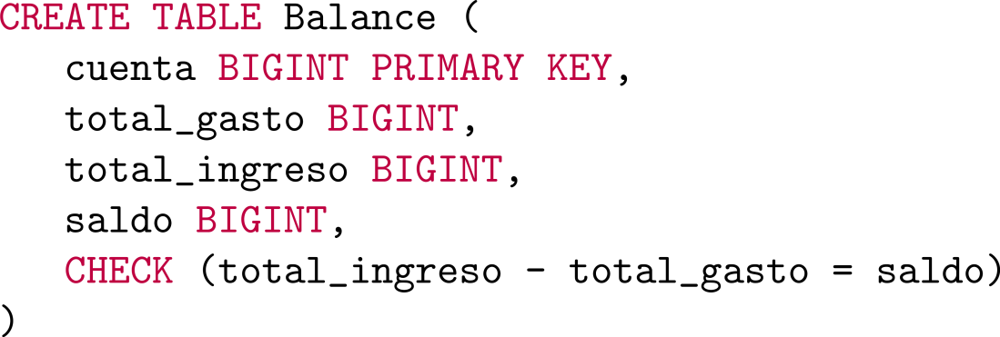 CREATE TABLE Balance (
cuenta BIGINT PRIMARY KEY,
total_gasto BIGINT,
total_ingreso BIGINT,
saldo BIGINT,
CHECK (total_ingreso - total_gasto = saldo)
)